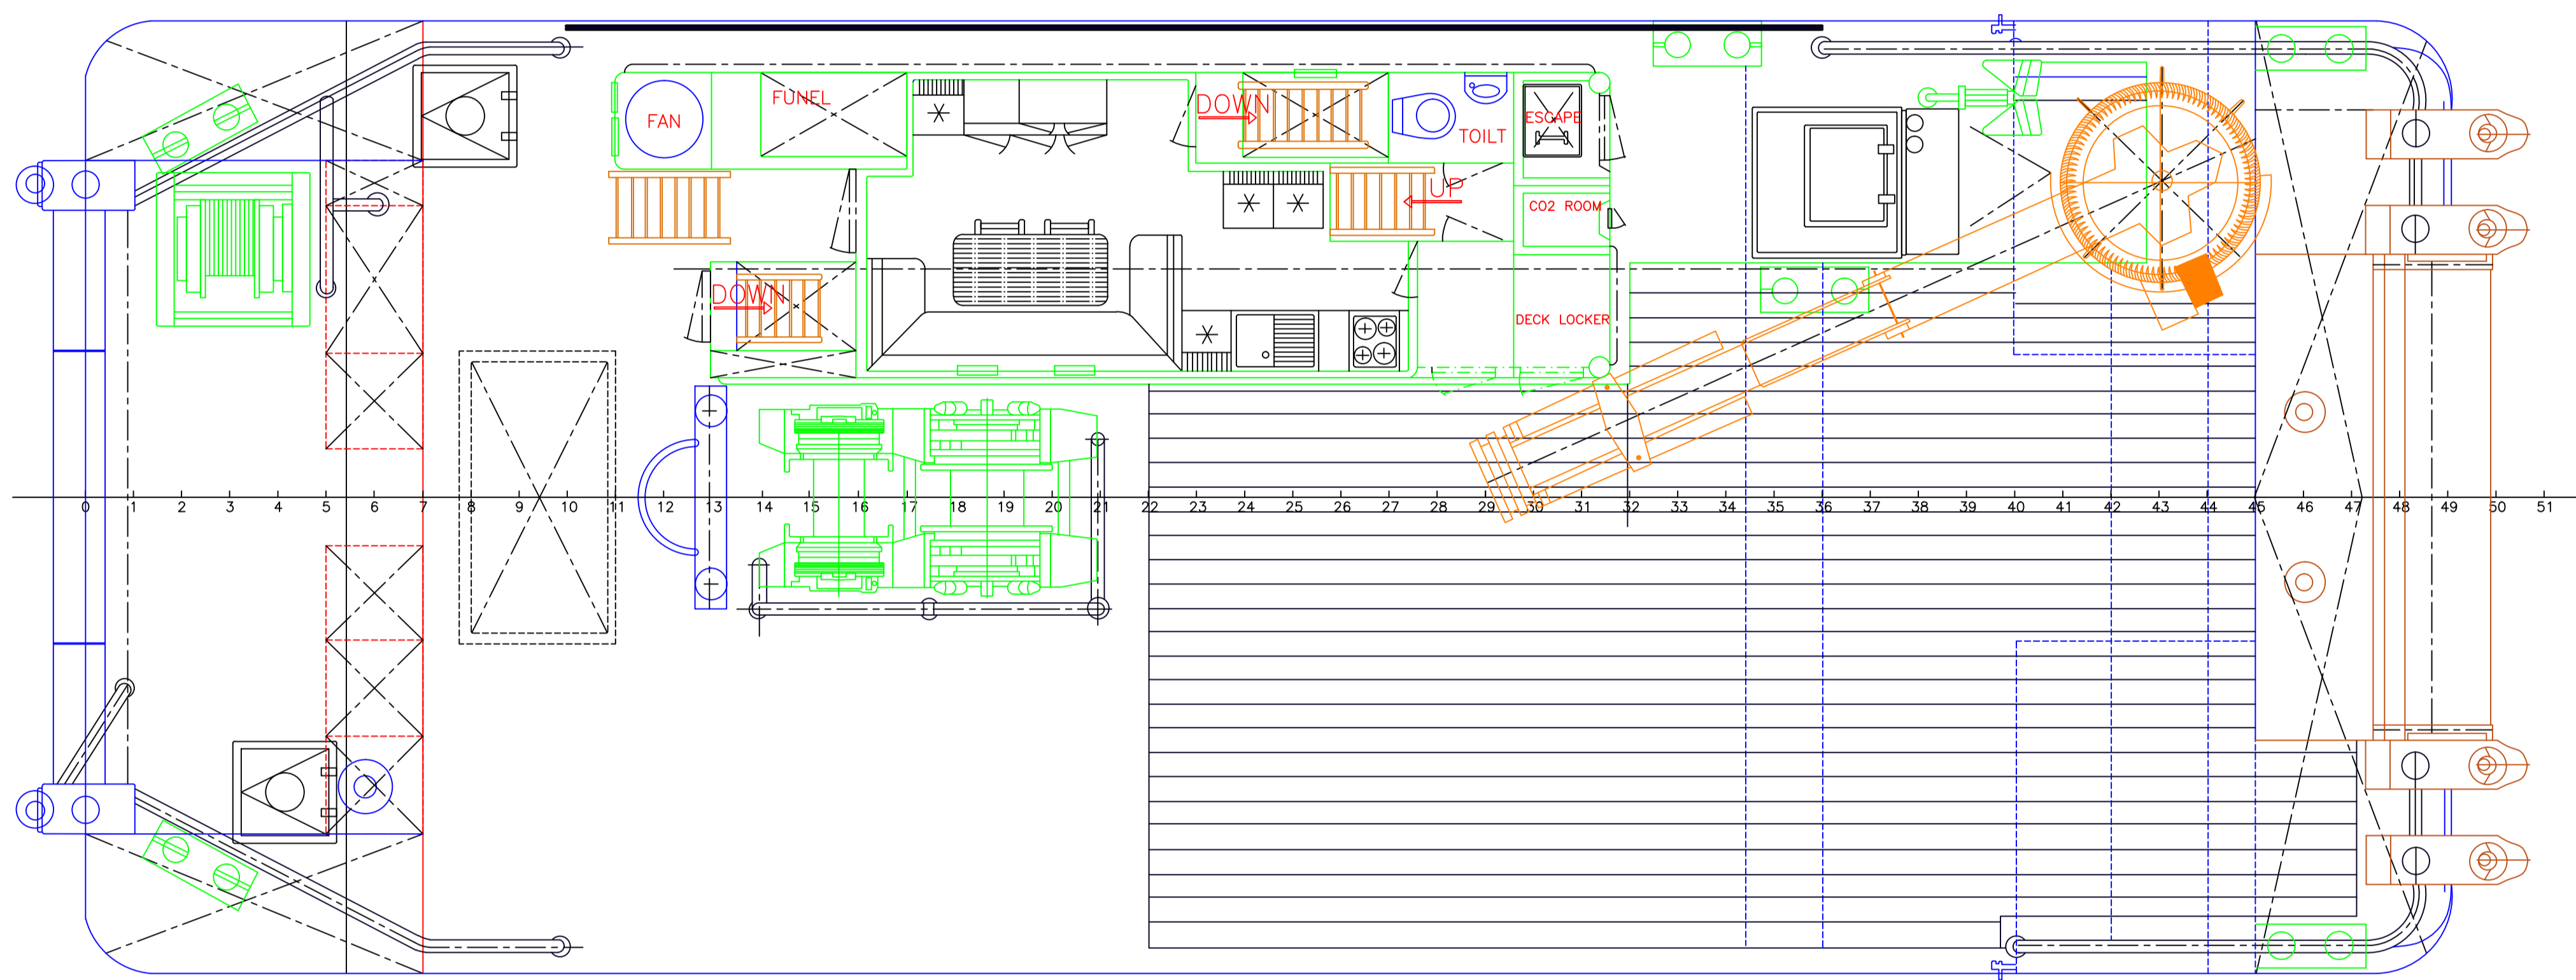 FUNEL
DOWN
FAN
ESCAPE
TOILT
UP
CO2 ROOM
DOWN
DECK LOCKER
0 1 2 3 4 5 6 7 8 9 10 11 12 13 14 15 16 17 18 19 20 21 22 23 24 25 26 27 28 29 30 31 32 33 34 35 36 37 38 39 40 41 42 43 44 45 46 47 48 49 50 51